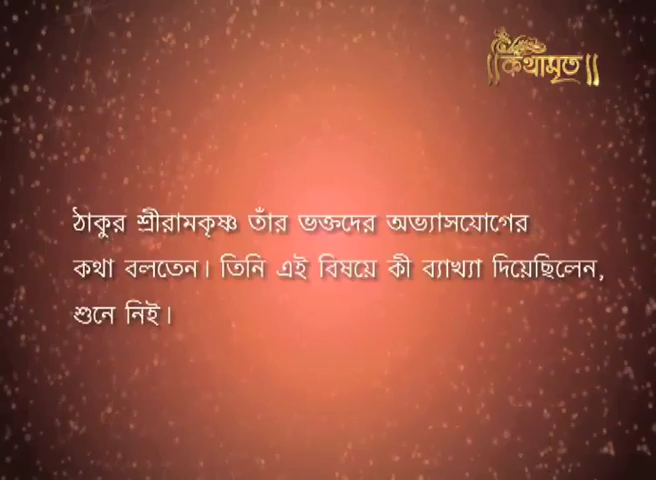 ॥কথামৃত॥
ঠাকুর শ্রীরামকৃষ্ণ তাঁর ভক্তদের অভ্যাসযোগের
কথা বলতেন। তিনি এই বিষয়ে কী ব্যাখ্যা দিয়েছিলেন,
শুনে নিই।